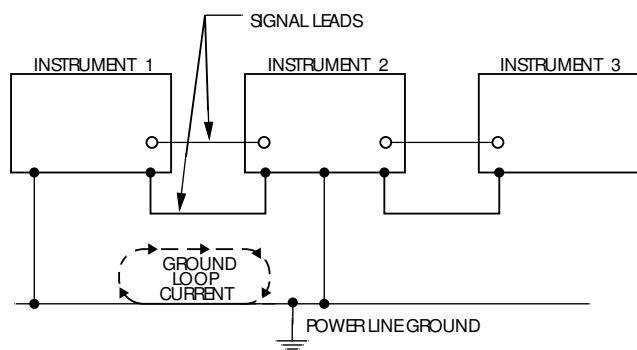 SIGNAL LEADS
INSTRUMENT 1
INSTRUMENT 2
INSTRUMENT 3
GROUND
LOOP
CURRENT
POWER LINE GROUND